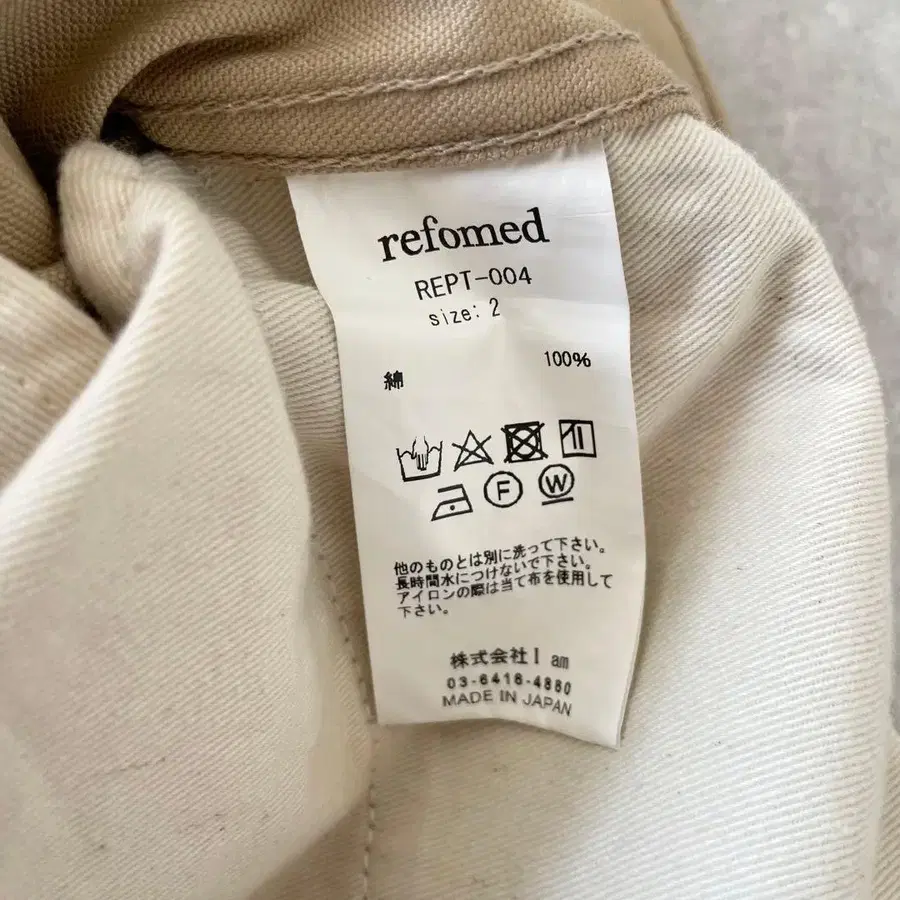 refomed
REPT-004
size: 2
綿 100%
F W
他のものとは別に洗って下さい。
長時間水につけないで下さい。
アイロンの際は当て布を使用して
下さい。
株式会社I am
03-6416-4860
MADE IN JAPAN